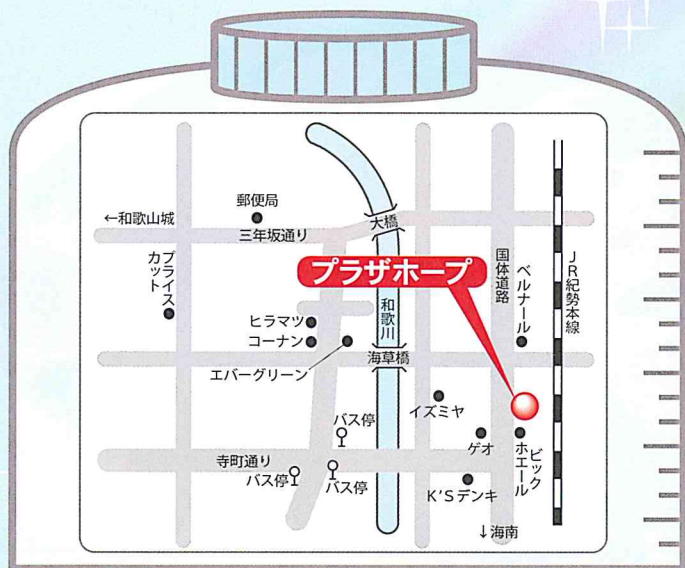 郵便局
←和歌山城
三年坂通り
大橋
プライス
カット
プラザホープ
国体道路
ベルナール
JR紀勢本線
ヒラマツ
コーナン
和歌川
エバーグリーン
海草橋
イズミヤ
バス停
ゲオ
ビック
ホエール
寺町通り
バス停
バス停
K'Sデンキ
↓海南